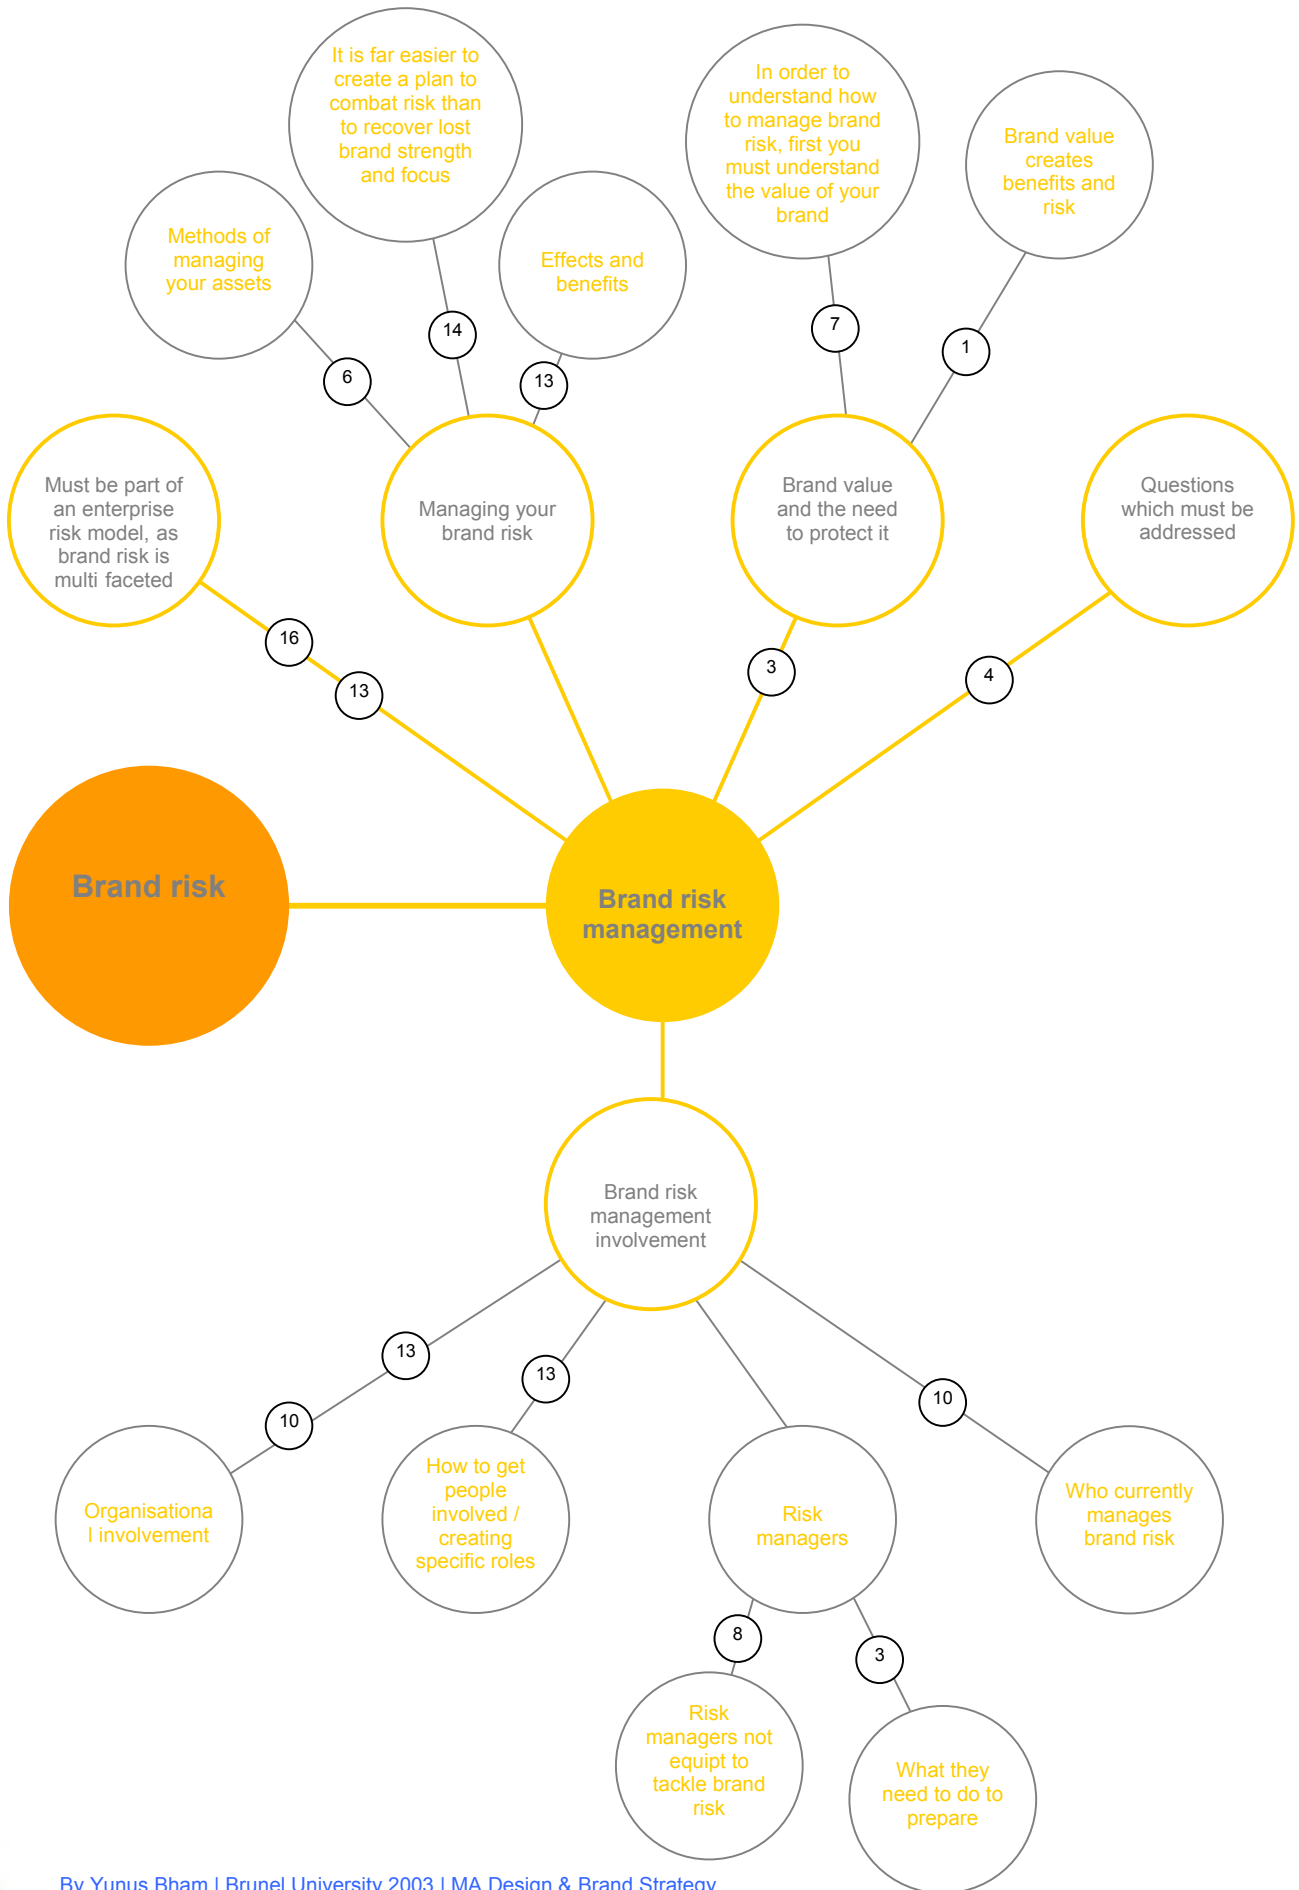 It is far easier to
create a plan to
combat risk than
to recover lost
brand strength
and focus
In order to
understand how
to manage brand
risk, first you
must understand
the value of your
brand
Brand value
creates
benefits and
risk
Methods of
managing
your assets
Effects and
benefits
14
7
1
6
13
Must be part of
an enterprise
risk model, as
brand risk is
multi faceted
Managing your
brand risk
Brand value
and the need
to protect it
Questions
which must be
addressed
16
13
3
4
Brand risk
Brand risk
management
Brand risk
management
involvement
13
10
13
10
Organisationa
l involvement
How to get
people
involved /
creating
specific roles
Risk
managers
Who currently
manages
brand risk
8
3
Risk
managers not
equipt to
tackle brand
risk
What they
need to do to
prepare
By Yunus Bham | Brunel University 2003 | MA Design & Brand Strategy